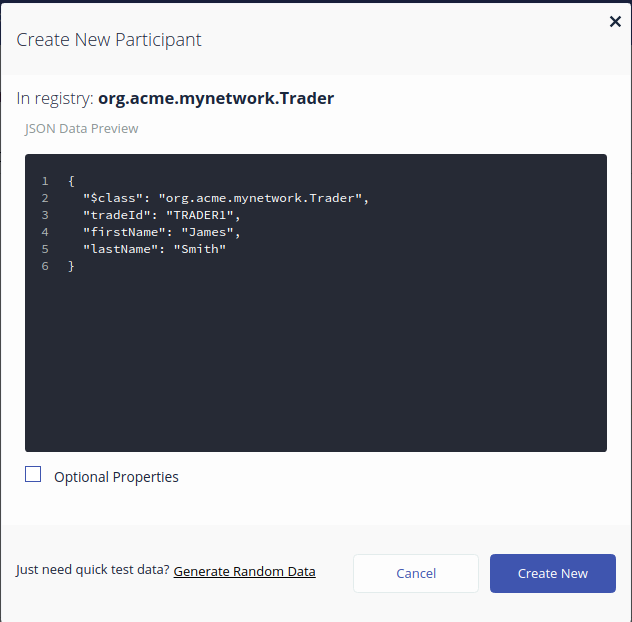 Create New Participant
In registry: org.acme.mynetwork.Trader
JSON Data Preview
1 {
2 "$class": "org.acme.mynetwork.Trader",
3 "tradeId": "TRADER1",
4 "firstName": "James",
5 "lastName": "Smith"
6 }
Optional Properties
Just need quick test data? Generate Random Data
Cancel
Create New